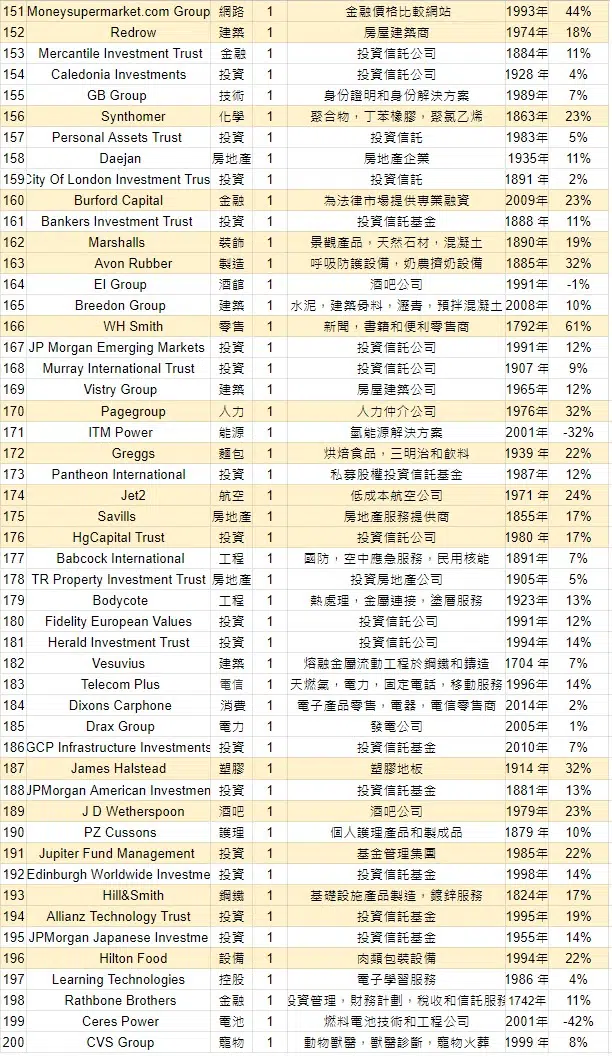 151 Moneysupermarket.com Group 網路 1 金融價格比較網站 1993年 44%
152 Redrow 建築 1 房屋建築商 1974年 18%
153 Mercantile Investment Trust 金融 1 投資信託公司 1884年 11%
154 Caledonia Investments 投資 1 投資信託公司 1928 年 4%
155 GB Group 技術 1 身份證明和身份解決方案 1989年 7%
156 Synthomer 化學 1 聚合物，丁苯橡膠，聚氯乙烯 1863年 23%
157 Personal Assets Trust 投資 1 投資信託 1983年 5%
158 Daejan 房地產 1 房地產企業 1935年 11%
159 City Of London Investment Trus 投資 1 投資信託 1891 年 2%
160 Burford Capital 金融 1 為法律市場提供專業融資 2009年 23%
161 Bankers Investment Trust 投資 1 投資信託基金 1888 年 11%
162 Marshalls 裝飾 1 景觀產品，天然石材，混凝土 1890年 19%
163 Avon Rubber 製造 1 呼吸防護設備，奶農擠奶設備 1885年 32%
164 EI Group 酒館 1 酒吧公司 1991年 -1%
165 Breedon Group 建築 1 水泥，建築骨料，瀝青，預拌混凝土 2008年 10%
166 WH Smith 零售 1 新聞，書籍和便利零售商 1792年 61%
167 JP Morgan Emerging Markets 投資 1 投資信託公司 1991年 12%
168 Murray International Trust 投資 1 投資信託公司 1907 年 9%
169 Vistry Group 建築 1 房屋建築公司 1965年 12%
170 Pagegroup 人力 1 人力仲介公司 1976年 32%
171 ITM Power 能源 1 氫能源解決方案 2001年 -32%
172 Greggs 麵包 1 烘焙食品，三明治和飲料 1939 年 22%
173 Pantheon International 投資 1 私募股權投資信託基金 1987年 12%
174 Jet2 航空 1 低成本航空公司 1971 年 24%
175 Savills 房地產 1 房地產服務提供商 1855年 17%
176 HgCapital Trust 投資 1 投資信託公司 1980 年 17%
177 Babcock International 工程 1 國防，空中應急服務，民用核能 1891年 7%
178 TR Property Investment Trust 房地產 1 投資房地產公司 1905年 5%
179 Bodycote 工程 1 熱處理，金屬連接，塗層服務 1923年 13%
180 Fidelity European Values 投資 1 投資信託公司 1991年 12%
181 Herald Investment Trust 投資 1 投資信託公司 1994年 14%
182 Vesuvius 建築 1 熔融金屬流動工程於鋼鐵和鑄造 1704 年 7%
183 Telecom Plus 電信 1 天燃氣，電力，固定電話，移動服務 1996年 14%
184 Dixons Carphone 消費 1 電子產品零售，電器，電信零售商 2014年 2%
185 Drax Group 電力 1 發電公司 2005年 1%
186 GCP Infrastructure Investments 投資 1 投資信託基金 2010年 7%
187 James Halstead 塑膠 1 塑膠地板 1914 年 32%
188 JPMorgan American Investmen 投資 1 投資信託基金 1881年 13%
189 J D Wetherspoon 酒吧 1 酒吧公司 1979年 23%
190 PZ Cussons 護理 1 個人護理產品和製成品 1879 年 10%
191 Jupiter Fund Management 投資 1 基金管理集團 1985年 22%
192 Edinburgh Worldwide Investme 投資 1 投資信託基金 1998年 14%
193 Hill&Smith 鋼鐵 1 基礎設施產品製造，鍍鋅服務 1824年 17%
194 Allianz Technology Trust 投資 1 投資信託基金 1995年 19%
195 JPMorgan Japanese Investme 投資 1 投資信託基金 1955年 14%
196 Hilton Food 設備 1 肉類包裝設備 1994年 22%
197 Learning Technologies 控股 1 電子學習服務 1986 年 4%
198 Rathbone Brothers 金融 1 投資管理，財務計劃，稅收和信託服務 1742年 11%
199 Ceres Power 電池 1 燃料電池技術和工程公司 2001年 -42%
200 CVS Group 寵物 1 動物獸醫，獸醫診斷，寵物火葬 1999 年 8%